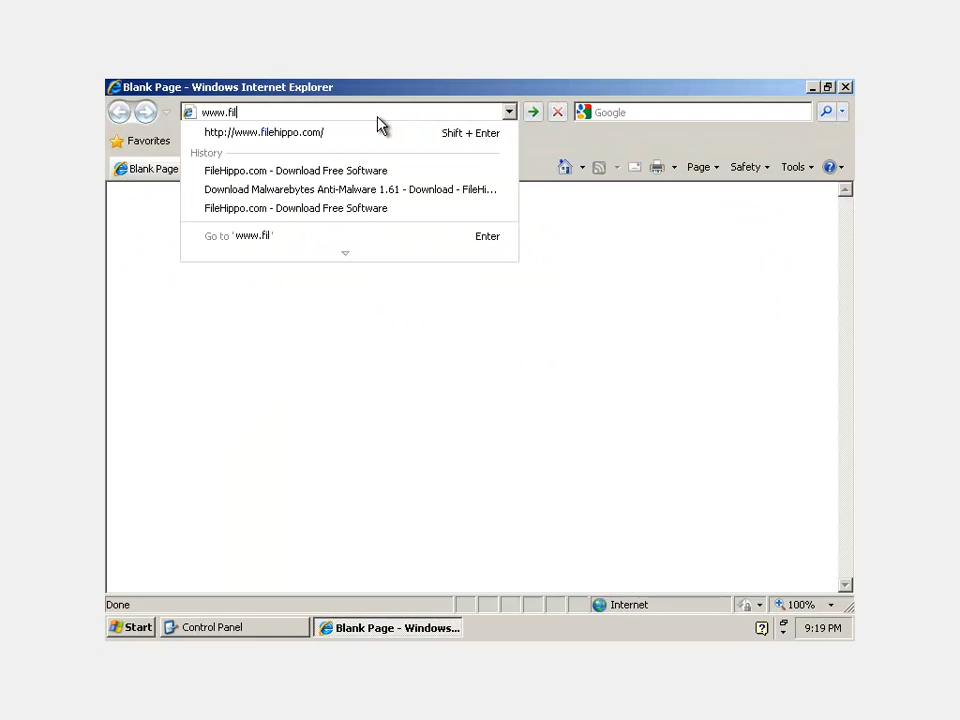 Blank Page - Windows Internet Explorer
www.fil
Google
http://www.filehippo.com/ Shift + Enter
Favorites
History
Blank Page
FileHippo.com - Download Free Software
Page Safety Tools
Download Malwarebytes Anti-Malware 1.61 - Download - FileHi...
FileHippo.com - Download Free Software
Go to 'www.fil' Enter
Done Internet 100%
Start Control Panel Blank Page - Windows... 9:19 PM